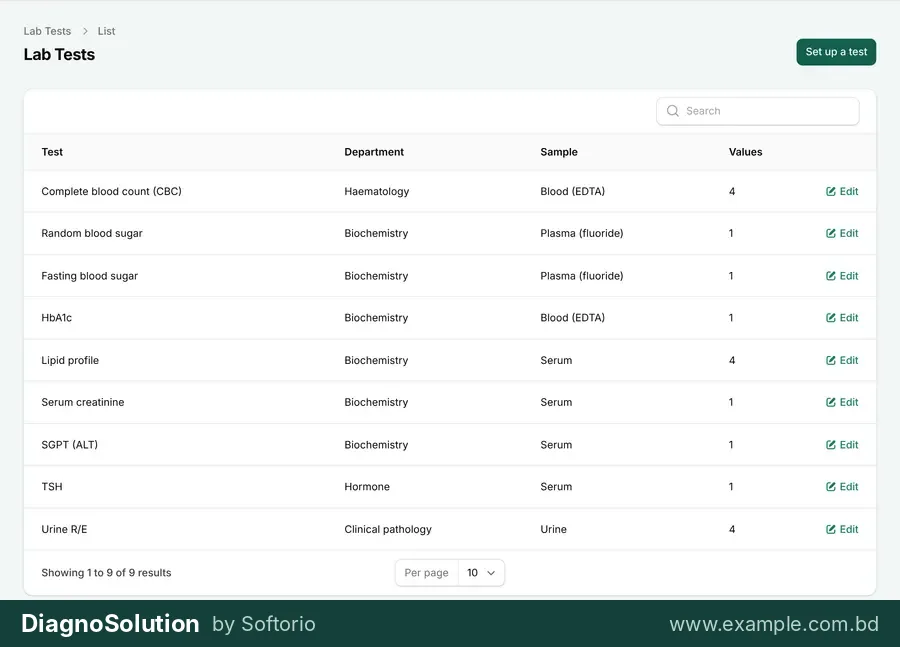 Lab Tests > List
Lab Tests
Set up a test
Search
Test Department Sample Values
Complete blood count (CBC) Haematology Blood (EDTA) 4 Edit
Random blood sugar Biochemistry Plasma (fluoride) 1 Edit
Fasting blood sugar Biochemistry Plasma (fluoride) 1 Edit
HbA1c Biochemistry Blood (EDTA) 1 Edit
Lipid profile Biochemistry Serum 4 Edit
Serum creatinine Biochemistry Serum 1 Edit
SGPT (ALT) Biochemistry Serum 1 Edit
TSH Hormone Serum 1 Edit
Urine R/E Clinical pathology Urine 4 Edit
Showing 1 to 9 of 9 results Per page 10
DiagnoSolution by Softorio www.example.com.bd